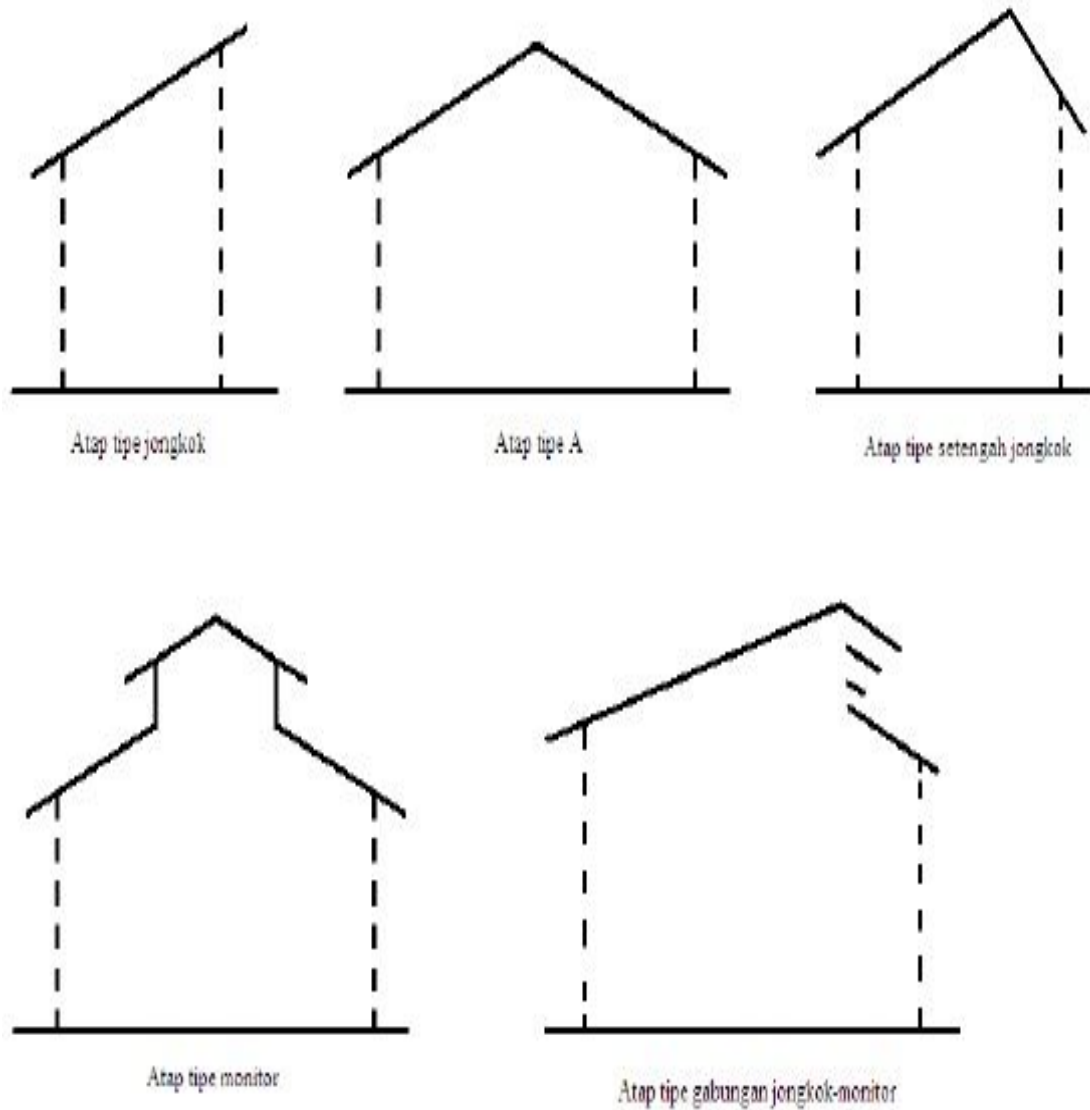 Atap tipe jongkok
Atap tipe A
Atap tipe setengah jongkok
Atap tipe monitor
Atap tipe gabungan jongkok-monitor